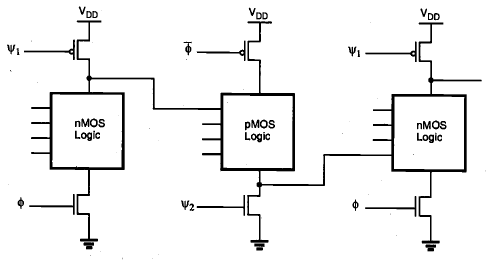 V_DD V_DD V_DD
ψ₁ φ̅ ψ₁
nMOS Logic
pMOS Logic
nMOS Logic
φ ψ₂ φ